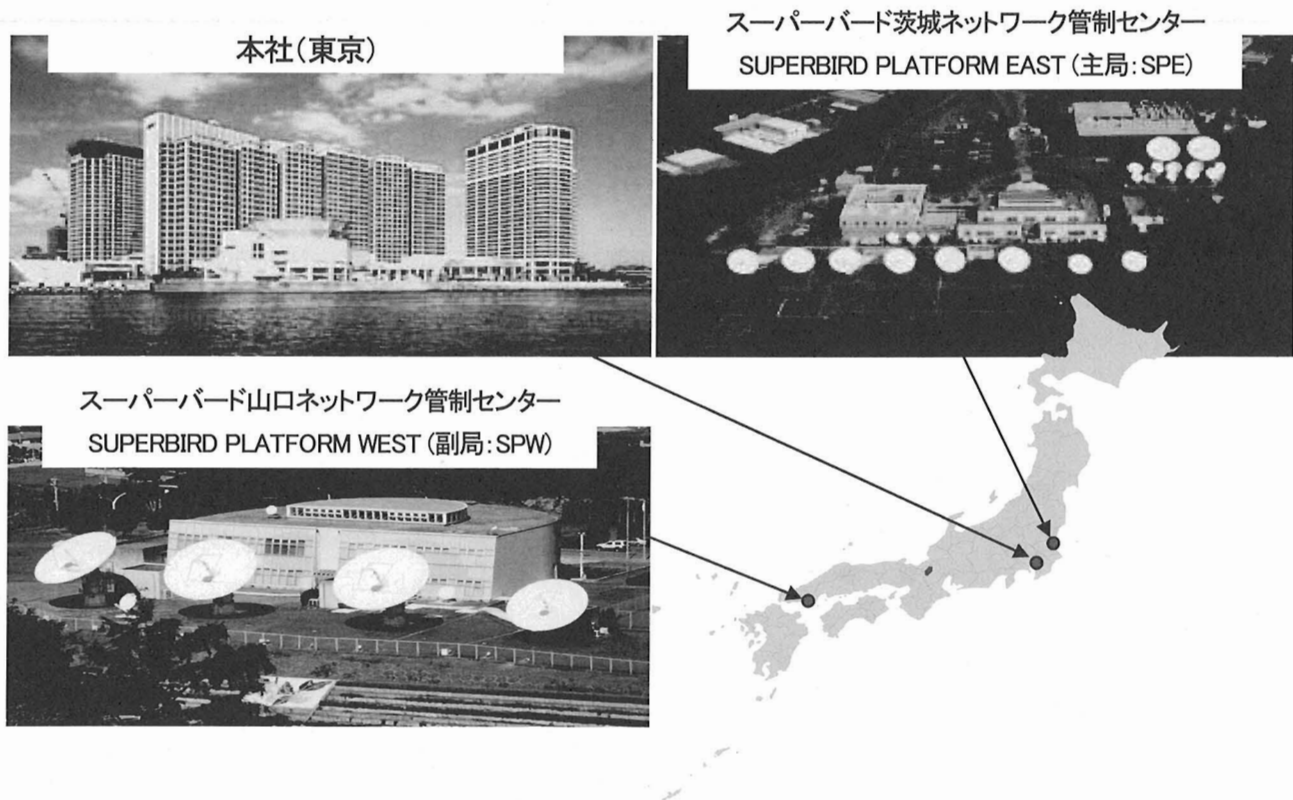 本社(東京)
スーパーバード茨城ネットワーク管制センター
SUPERBIRD PLATFORM EAST (主局:SPE)
スーパーバード山口ネットワーク管制センター
SUPERBIRD PLATFORM WEST (副局:SPW)